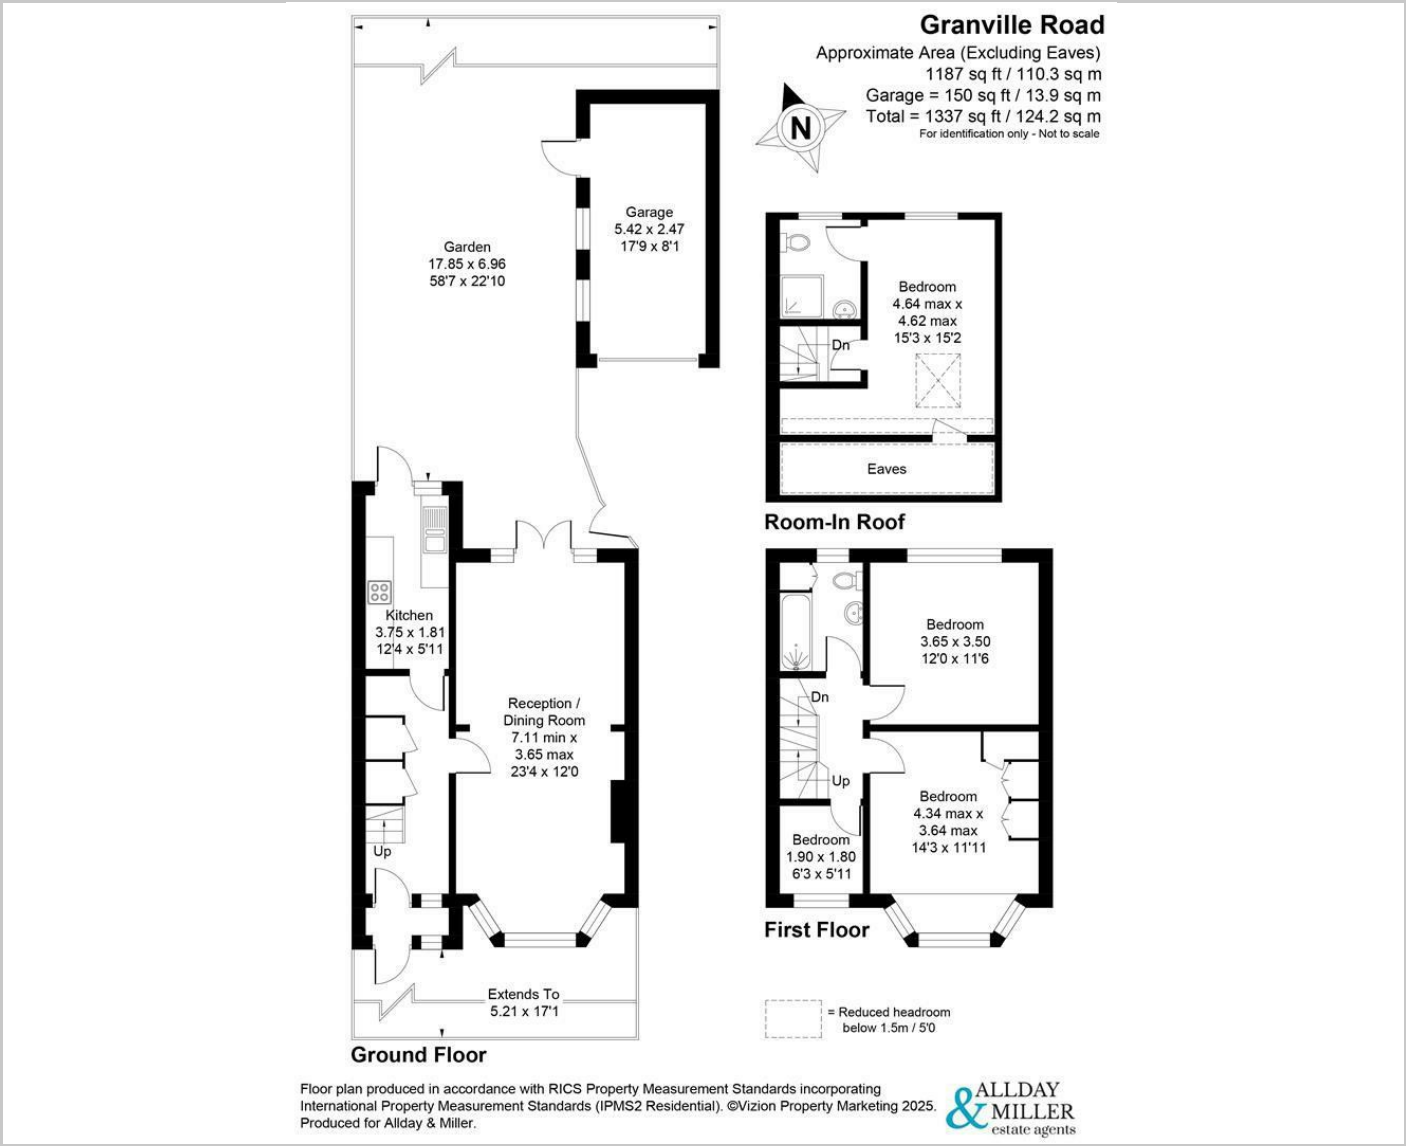 Granville Road
Approximate Area (Excluding Eaves)
1187 sq ft / 110.3 sq m
Garage = 150 sq ft / 13.9 sq m
Total = 1337 sq ft / 124.2 sq m
For identification only - Not to scale
N
Garage
5.42 x 2.47
17'9 x 8'1
Garden
17.85 x 6.96
58'7 x 22'10
Kitchen
3.75 x 1.81
12'4 x 5'11
Reception /
Dining Room
7.11 min x
3.65 max
23'4 x 12'0
Up
Extends To
5.21 x 17'1
Ground Floor
Bedroom
4.64 max x
4.62 max
15'3 x 15'2
Dn
Eaves
Room-In Roof
Bedroom
3.65 x 3.50
12'0 x 11'6
Dn
Up
Bedroom
4.34 max x
3.64 max
14'3 x 11'11
Bedroom
1.90 x 1.80
6'3 x 5'11
First Floor
= Reduced headroom
below 1.5m / 5'0
Floor plan produced in accordance with RICS Property Measurement Standards incorporating
International Property Measurement Standards (IPMS2 Residential). ©Vizion Property Marketing 2025.
Produced for Allday & Miller.
ALLDAY
& MILLER
estate agents